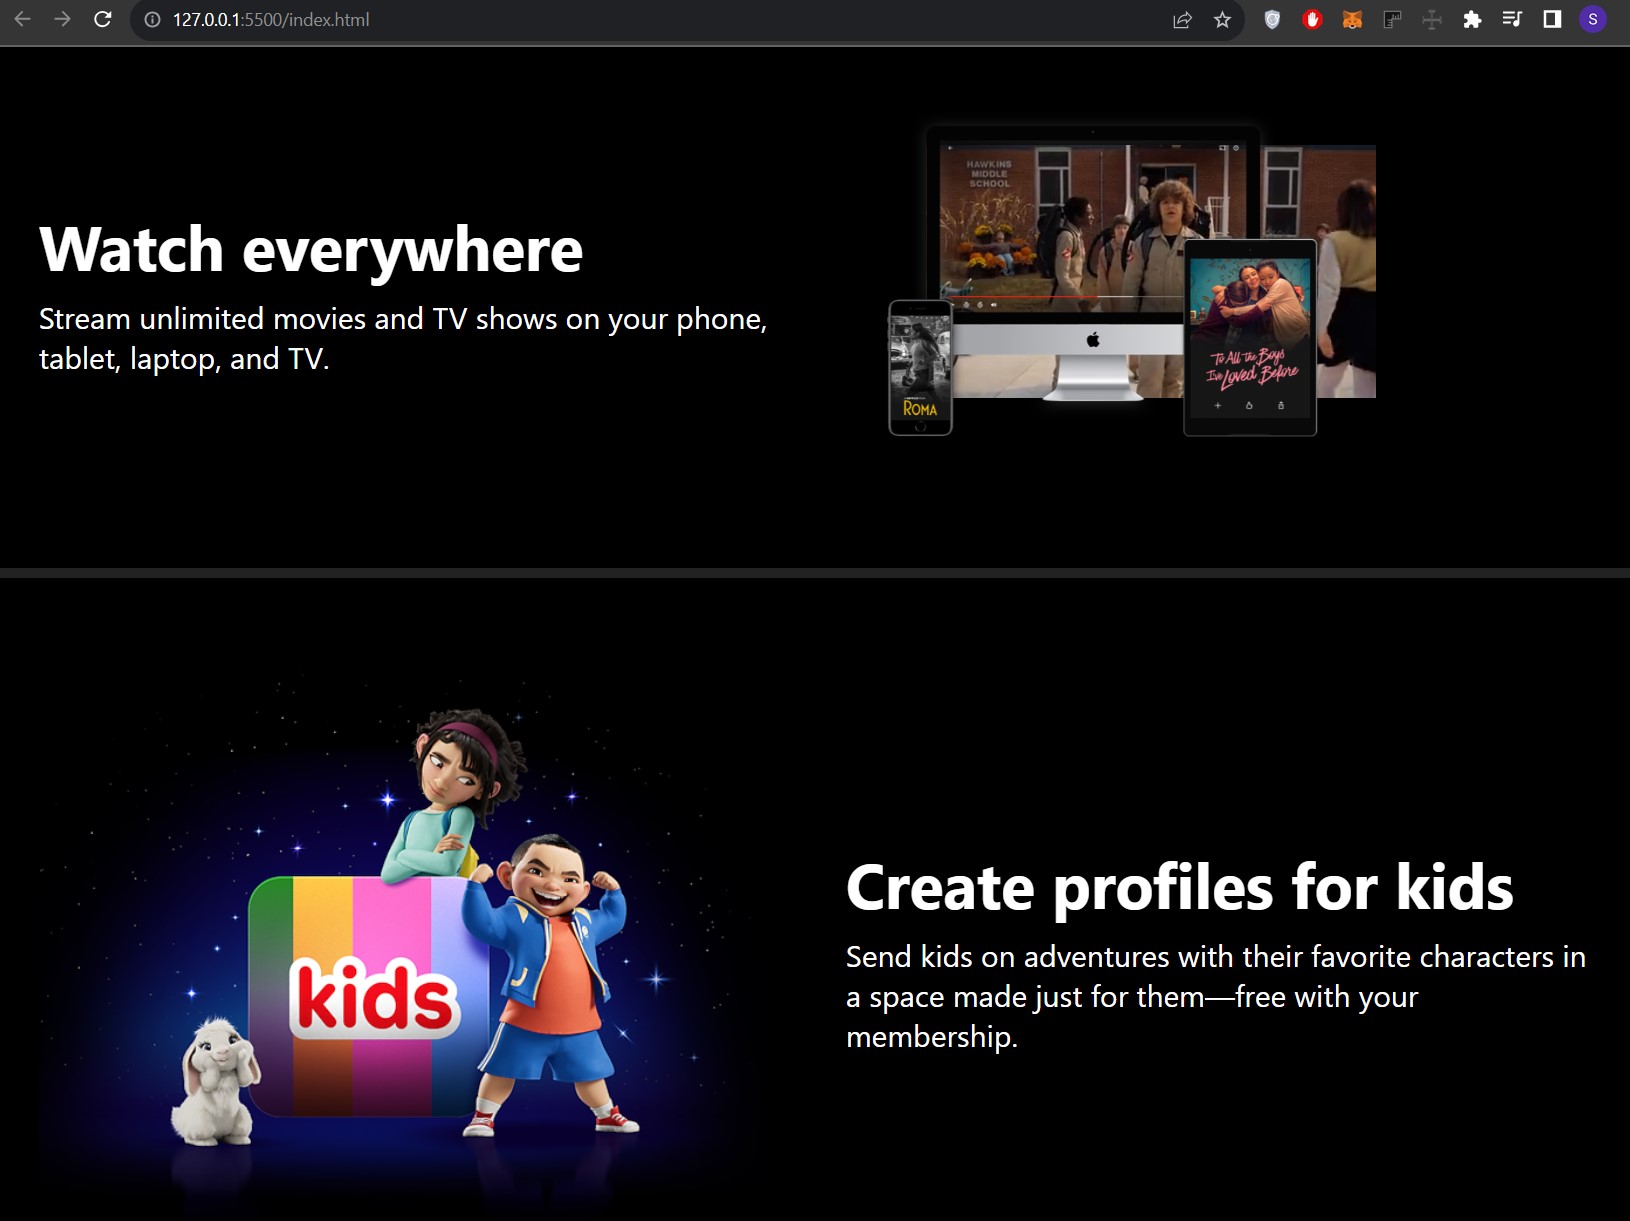 127.0.0.1:5500/index.html
S
HAWKINS
MIDDLE
SCHOOL
Watch everywhere
Stream unlimited movies and TV shows on your phone,
tablet, laptop, and TV.
To All the Boys
I've Loved Before
ROMA
kids
Create profiles for kids
Send kids on adventures with their favorite characters in
a space made just for them—free with your
membership.